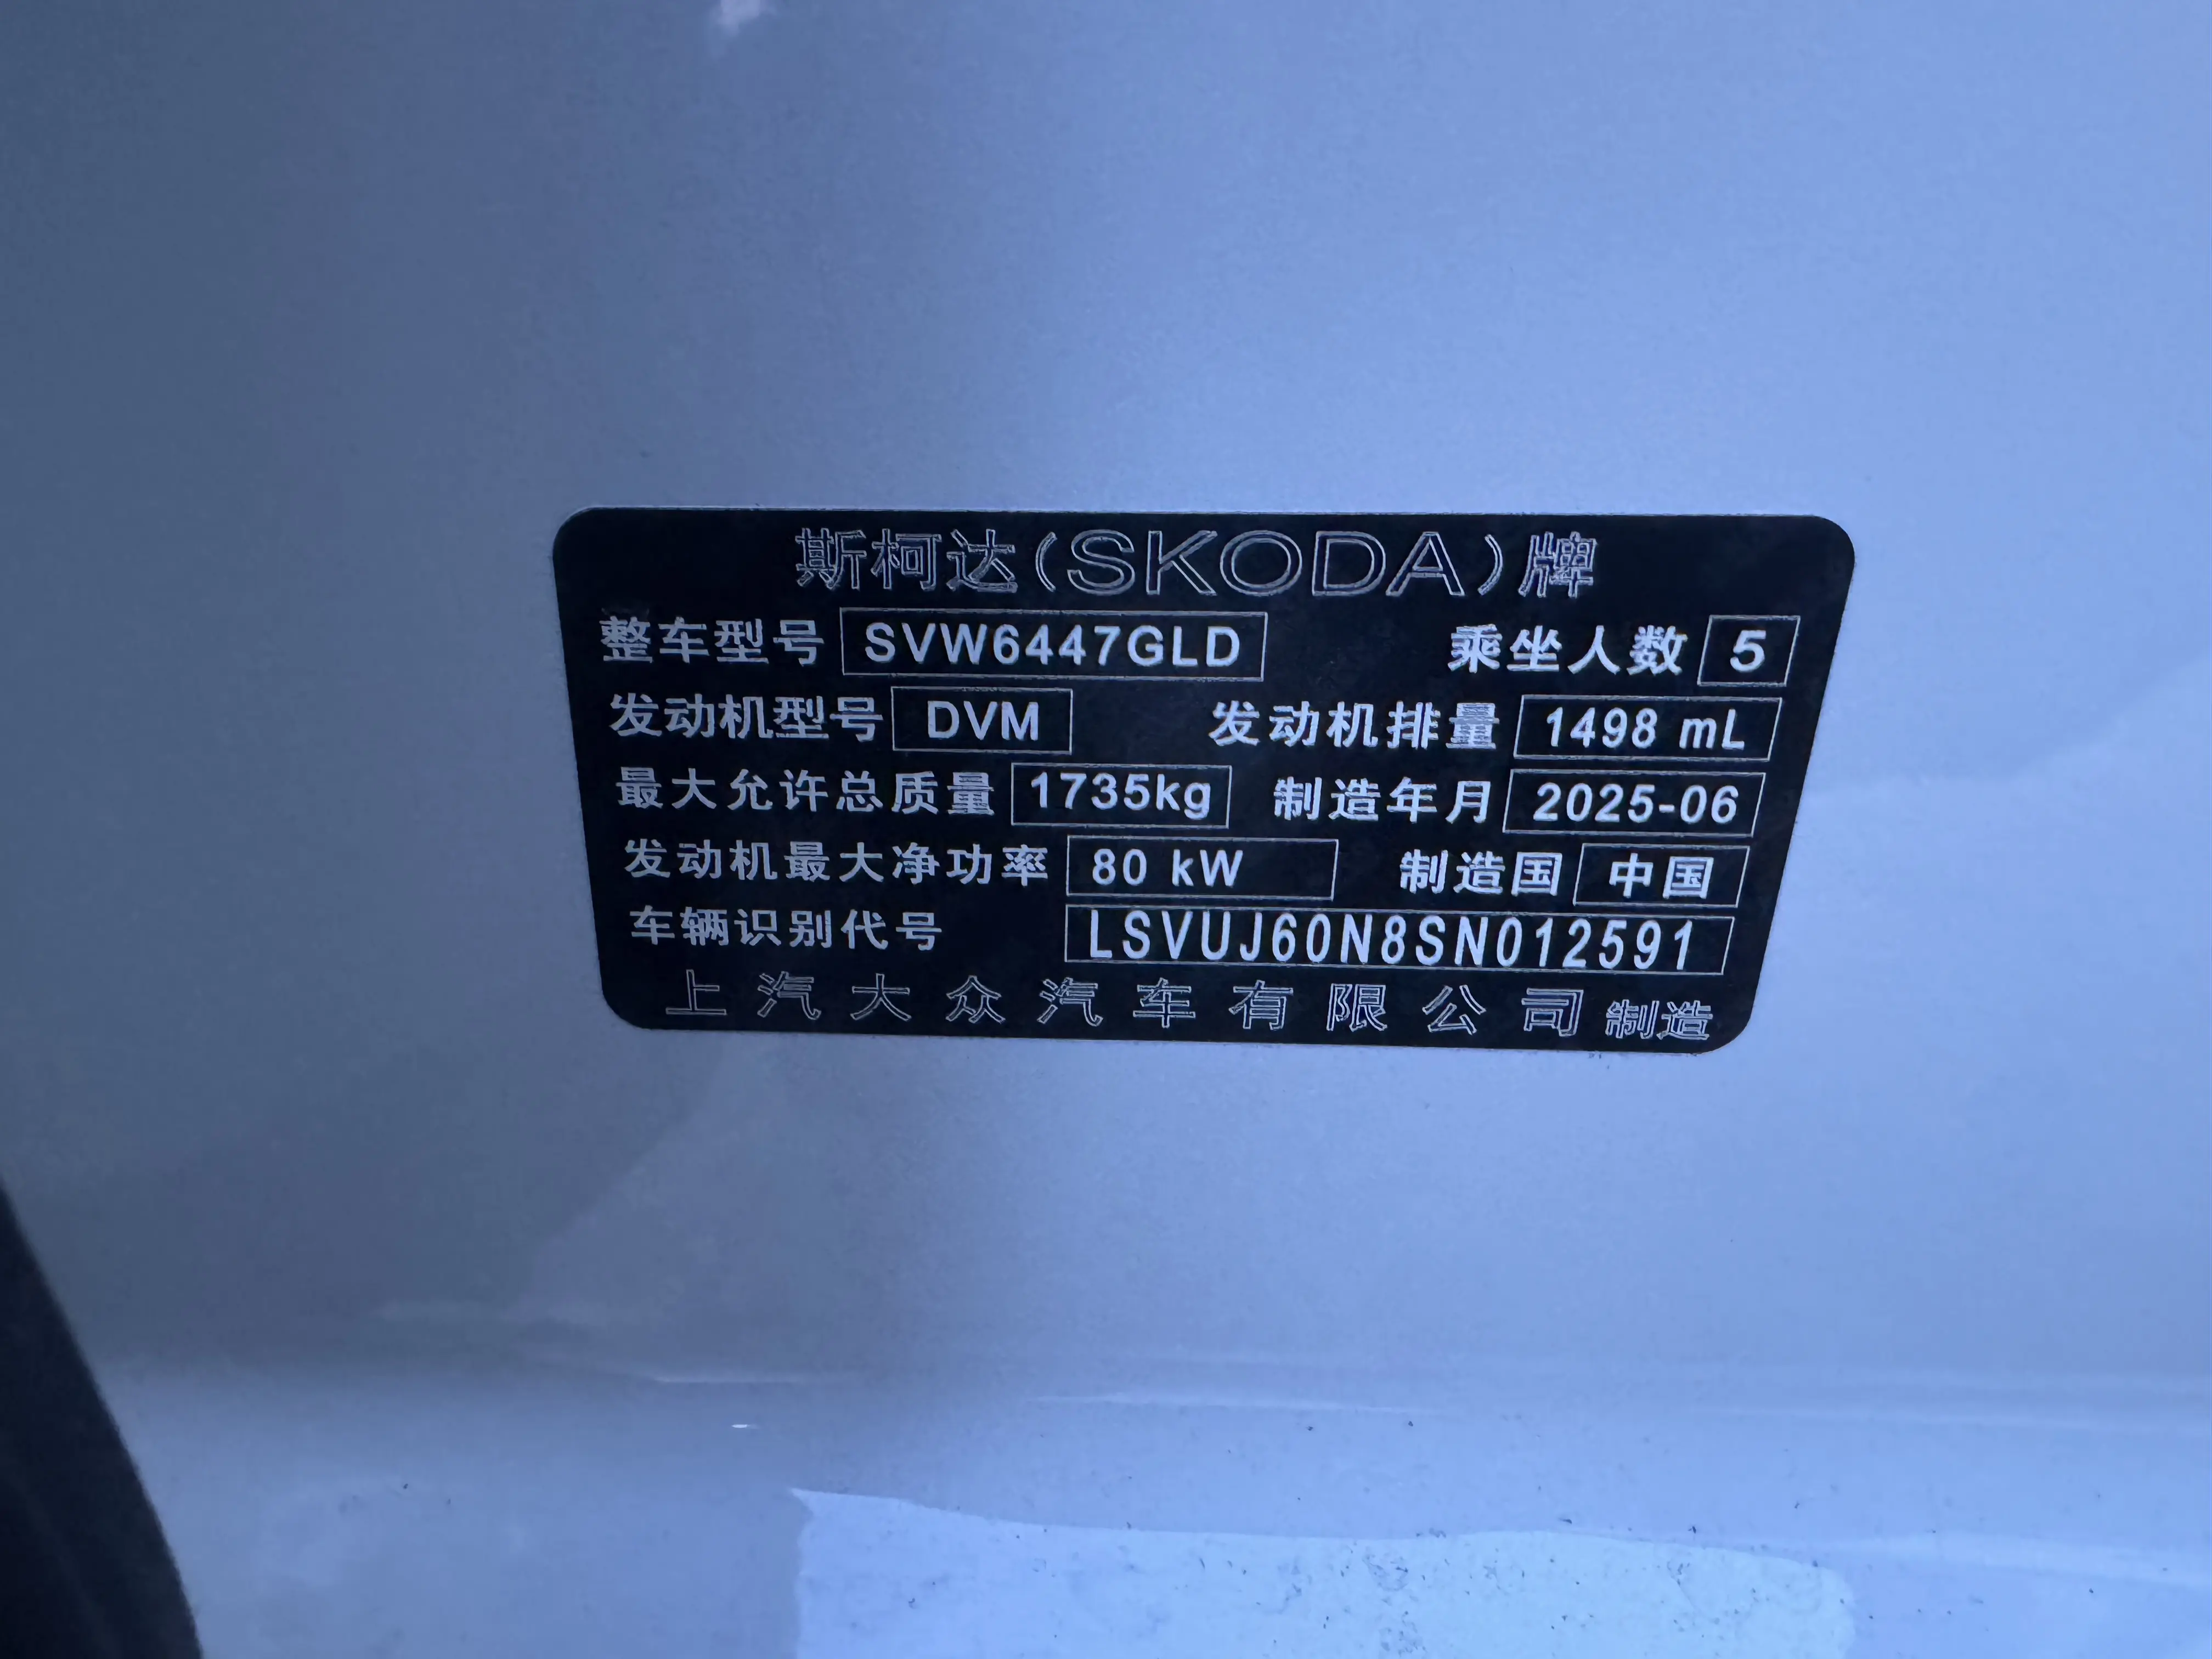 斯柯达(SKODA)牌
整车型号 SVW6447GLD 乘坐人数 5
发动机型号 DVM 发动机排量 1498 mL
最大允许总质量 1735kg 制造年月 2025-06
发动机最大净功率 80 kW 制造国 中国
车辆识别代号 LSVUJ60N8SN012591
上汽大众汽车有限公司 制造